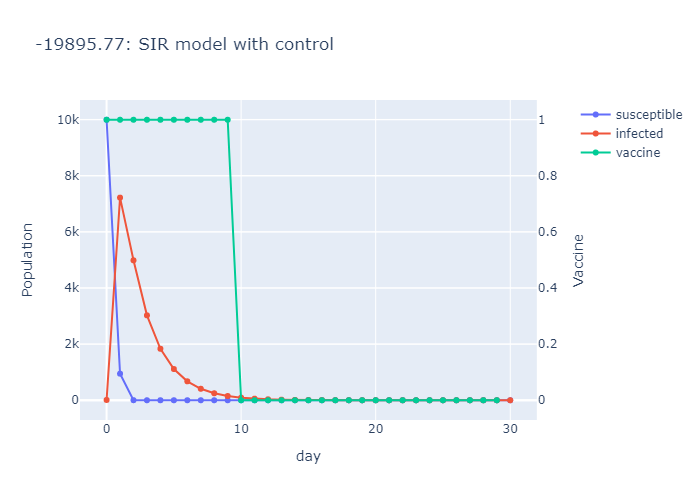 -19895.77: SIR model with control
susceptible
infected
vaccine
10k
8k
6k
4k
2k
0
Population
1
0.8
0.6
0.4
0.2
0
Vaccine
0
10
20
30
day